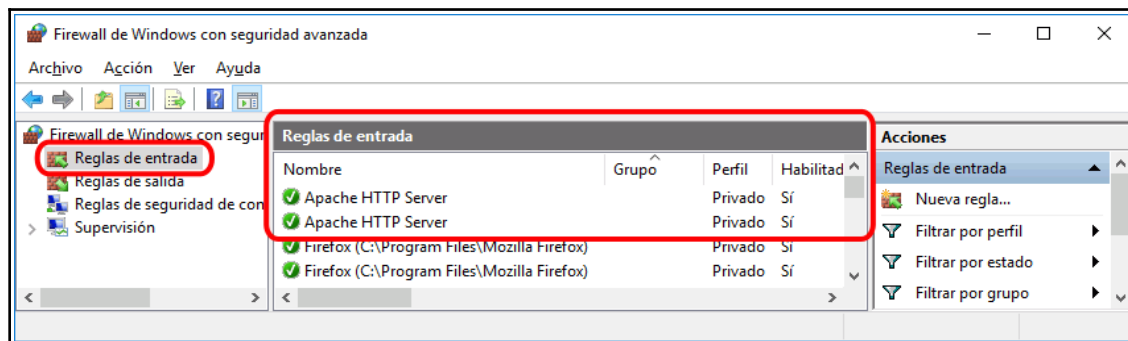 Firewall de Windows con seguridad avanzada
Archivo Acción Ver Ayuda
Firewall de Windows con segur
Reglas de entrada
Reglas de salida
Reglas de seguridad de con
Supervisión
Reglas de entrada
Nombre Grupo Perfil Habilitad
Apache HTTP Server Privado Sí
Apache HTTP Server Privado Sí
Firefox (C:\Program Files\Mozilla Firefox) Privado Sí
Firefox (C:\Program Files\Mozilla Firefox) Privado Sí
Acciones
Reglas de entrada
Nueva regla...
Filtrar por perfil
Filtrar por estado
Filtrar por grupo